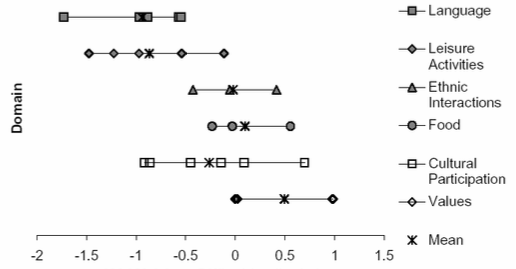 Domain
Language
Leisure
Activities
Ethnic
Interactions
Food
Cultural
Participation
Values
Mean
-2 -1.5 -1 -0.5 0 0.5 1 1.5